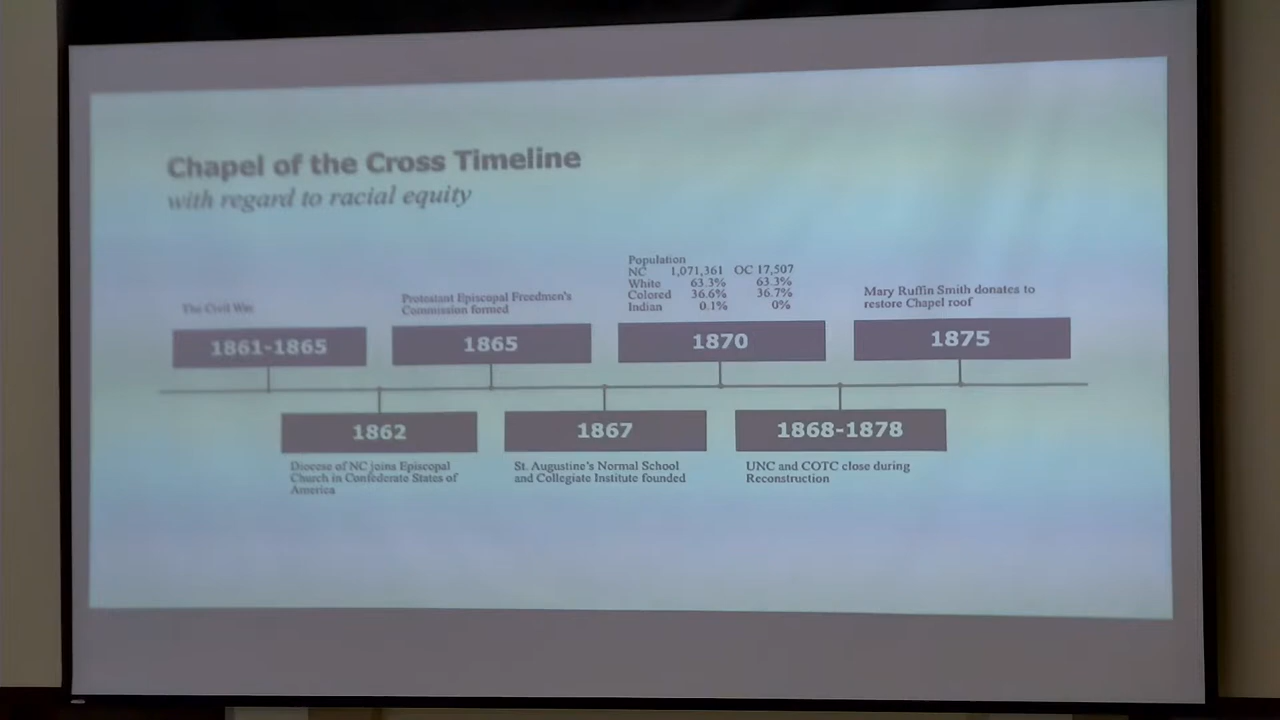 Chapel of the Cross Timeline
with regard to racial equity
The Civil War
1861-1865
Protestant Episcopal Freedmen's
Commission formed
1865
Population
NC 1,071,361 OC 17,507
White 63.3% 63.3%
Colored 36.6% 36.7%
Indian 0.1% 0%
1870
Mary Ruffin Smith donates to
restore Chapel roof
1875
1862
Diocese of NC joins Episcopal
Church in Confederate States of
America
1867
St. Augustine's Normal School
and Collegiate Institute founded
1868-1878
UNC and COTC close during
Reconstruction